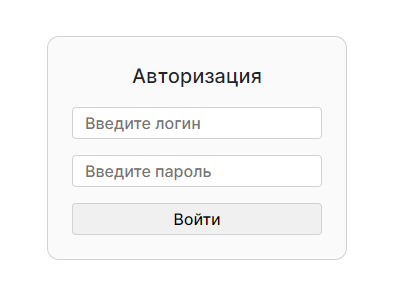 Авторизация
Введите логин
Введите пароль
Войти